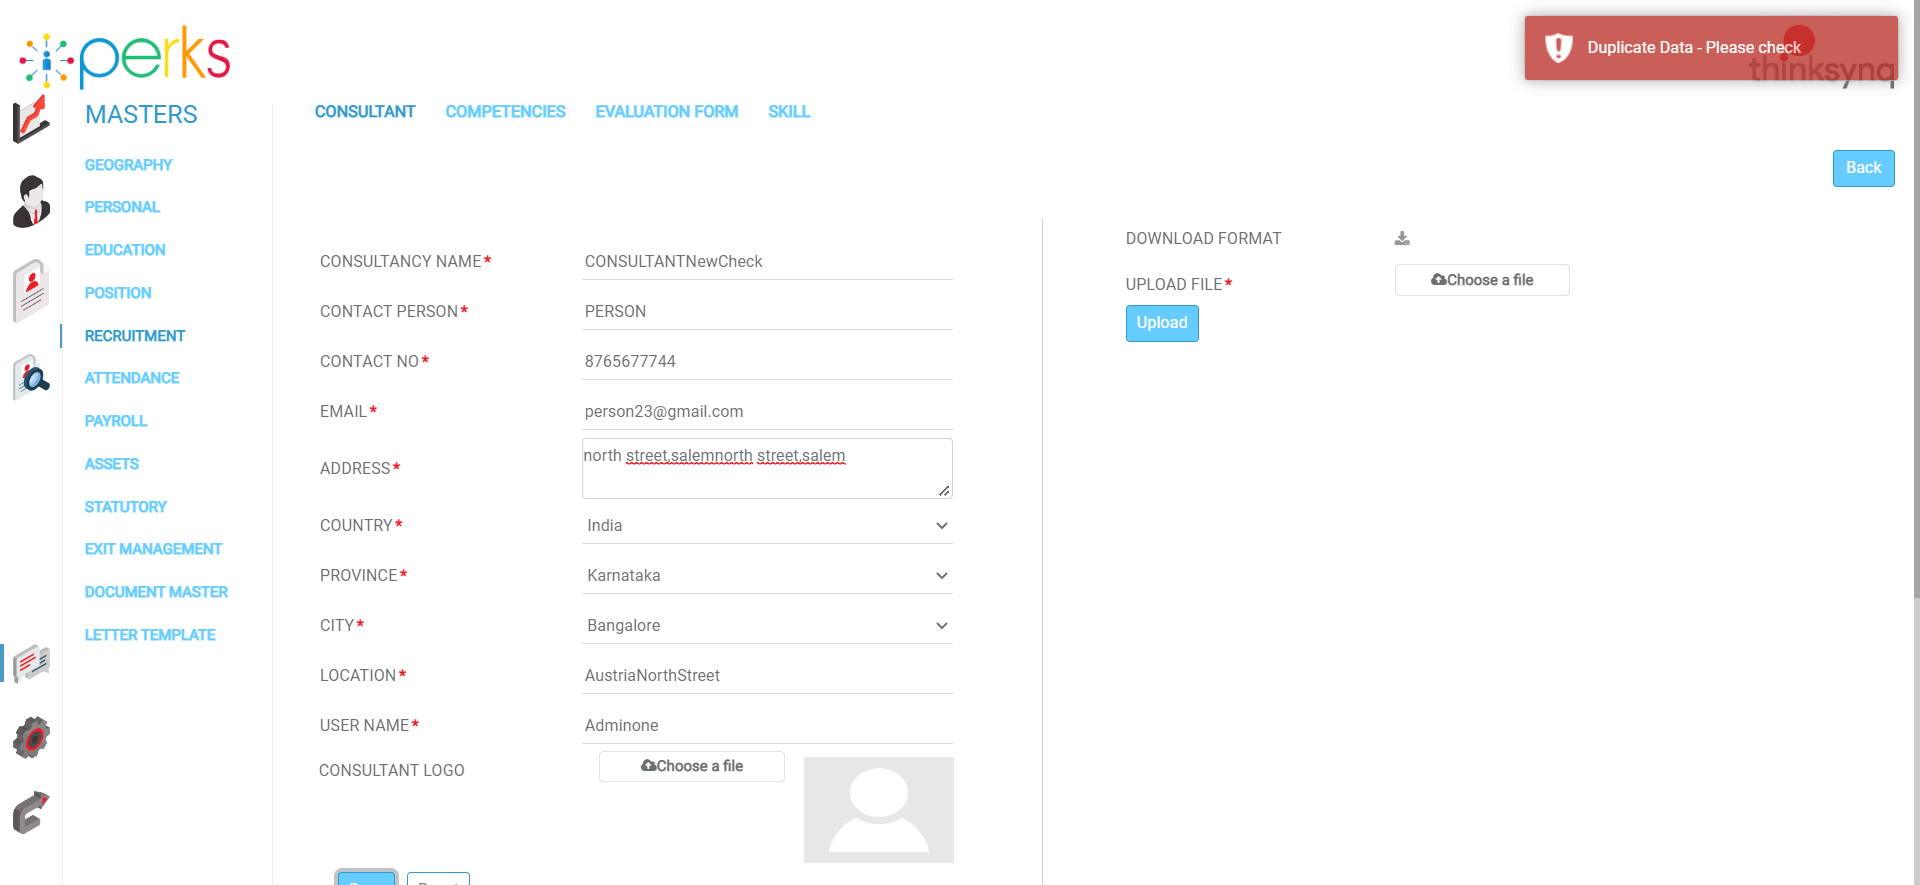 perks
thinksynq
Duplicate Data - Please check
MASTERS
GEOGRAPHY
PERSONAL
EDUCATION
POSITION
RECRUITMENT
ATTENDANCE
PAYROLL
ASSETS
STATUTORY
EXIT MANAGEMENT
DOCUMENT MASTER
LETTER TEMPLATE
CONSULTANT COMPETENCIES EVALUATION FORM SKILL
Back
CONSULTANCY NAME* CONSULTANTNewCheck
CONTACT PERSON* PERSON
CONTACT NO* 8765677744
EMAIL* person23@gmail.com
ADDRESS* north street,salemnorth street,salem
COUNTRY* India
PROVINCE* Karnataka
CITY* Bangalore
LOCATION* AustriaNorthStreet
USER NAME* Adminone
CONSULTANT LOGO Choose a file
DOWNLOAD FORMAT
UPLOAD FILE* Choose a file
Upload